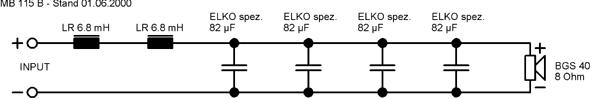 MB 115 B - Stand 01.06.2000
LR 6.8 mH LR 6.8 mH ELKO spez. ELKO spez. ELKO spez. ELKO spez.
82 µF 82 µF 82 µF 82 µF
+
+
INPUT
BGS 40
8 Ohm
−
−